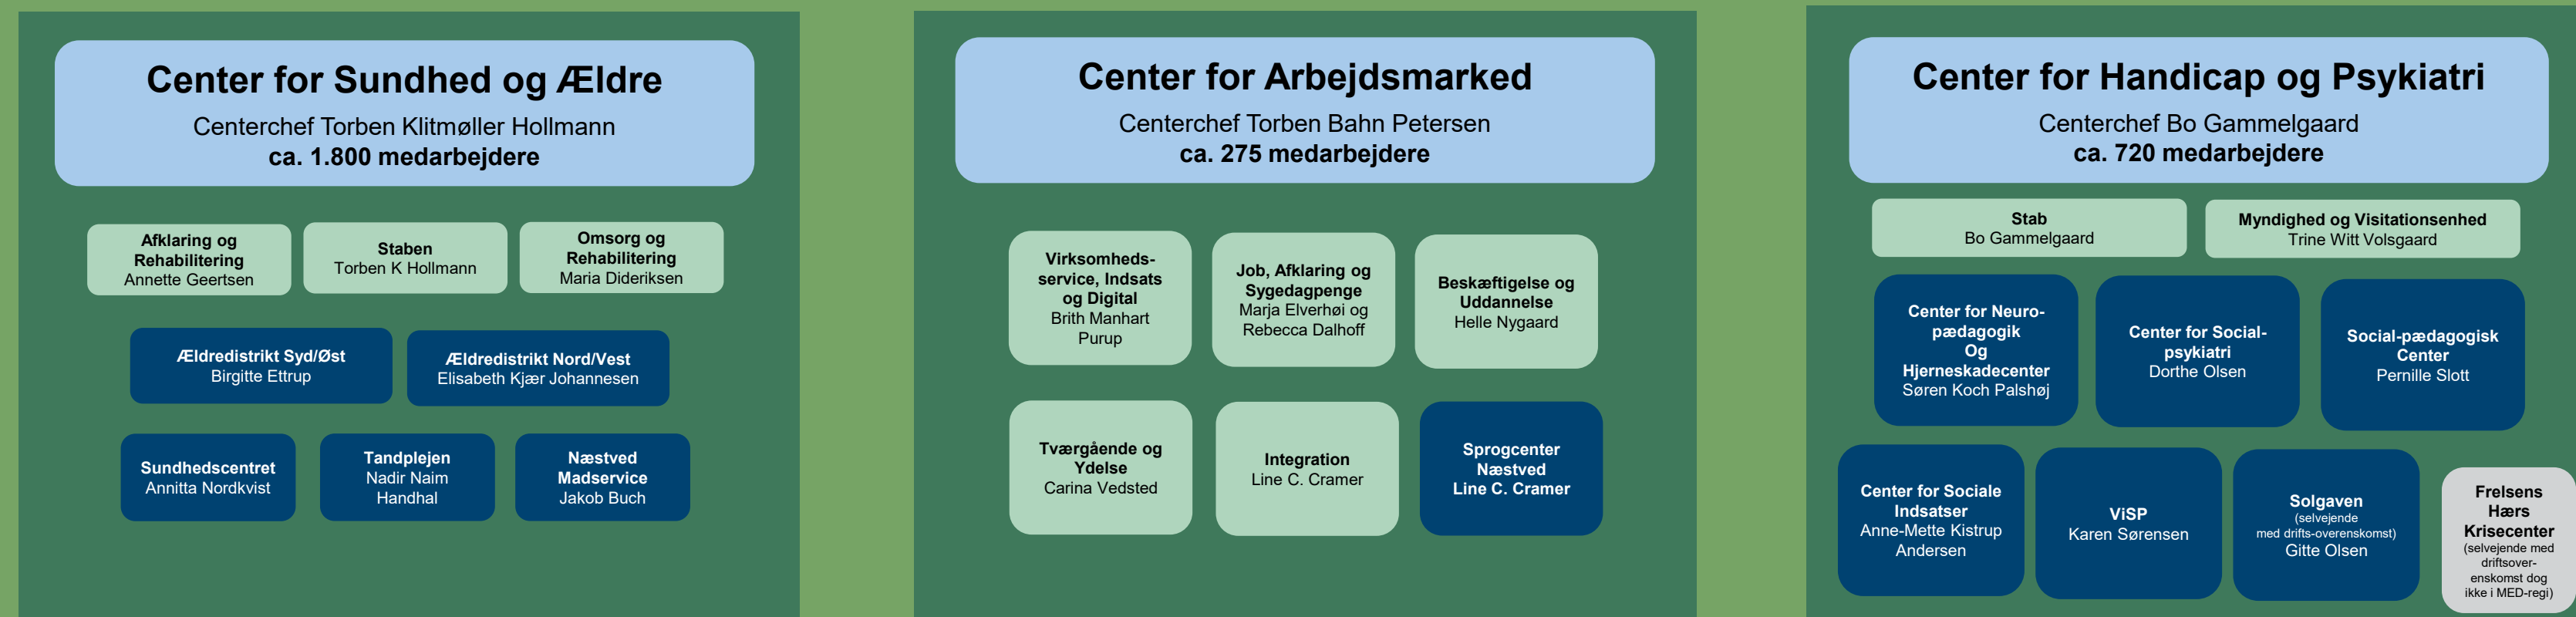 Center for Sundhed og Ældre
Centerchef Torben Klitmøller Hollmann
ca. 1.800 medarbejdere
Afklaring og
Rehabilitering
Annette Geertsen
Staben
Torben K Hollmann
Omsorg og
Rehabilitering
Maria Dideriksen
Ældredistrikt Syd/Øst
Birgitte Ettrup
Ældredistrikt Nord/Vest
Elisabeth Kjær Johannesen
Sundhedscentret
Annitta Nordkvist
Tandplejen
Nadir Naim
Handhal
Næstved
Madservice
Jakob Buch
Center for Arbejdsmarked
Centerchef Torben Bahn Petersen
ca. 275 medarbejdere
Virksomheds-
service, Indsats
og Digital
Brith Manhart
Purup
Job, Afklaring og
Sygedagpenge
Marja Elverhøi og
Rebecca Dalhoff
Beskæftigelse og
Uddannelse
Helle Nygaard
Tværgående og
Ydelse
Carina Vedsted
Integration
Line C. Cramer
Sprogcenter
Næstved
Line C. Cramer
Center for Handicap og Psykiatri
Centerchef Bo Gammelgaard
ca. 720 medarbejdere
Stab
Bo Gammelgaard
Myndighed og Visitationsenhed
Trine Witt Volsgaard
Center for Neuro-
pædagogik
Og
Hjerneskadecenter
Søren Koch Palshøj
Center for Social-
psykiatri
Dorthe Olsen
Social-pædagogisk
Center
Pernille Slott
Center for Sociale
Indsatser
Anne-Mette Kistrup
Andersen
ViSP
Karen Sørensen
Solgaven
(selvejende
med drifts-overenskomst)
Gitte Olsen
Frelsens
Hærs
Krisecenter
(selvejende med
driftsover-
enskomst dog
ikke i MED-regi)